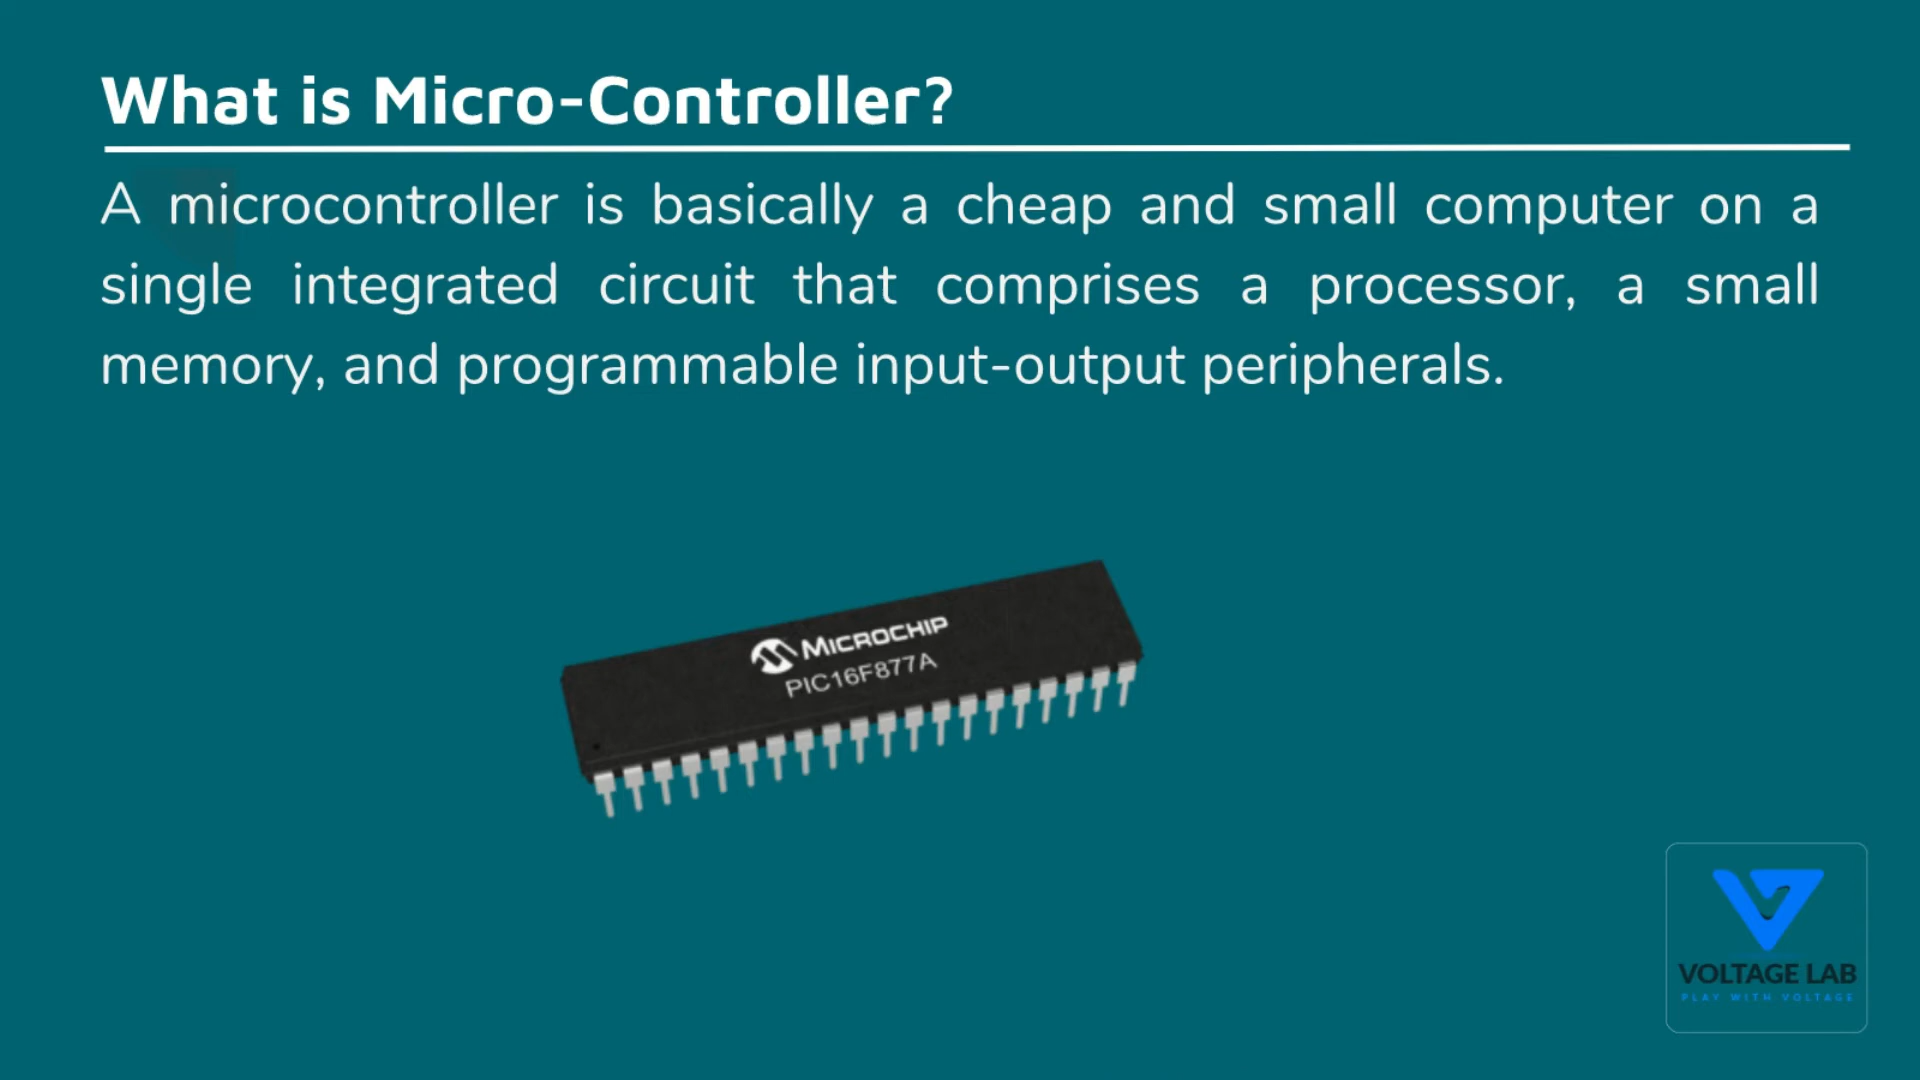 What is Micro-Controller?
A microcontroller is basically a cheap and small computer on a
single integrated circuit that comprises a processor, a small
memory, and programmable input-output peripherals.
MICROCHIP
PIC16F877A
VOLTAGE LAB
PLAY WITH VOLTAGE